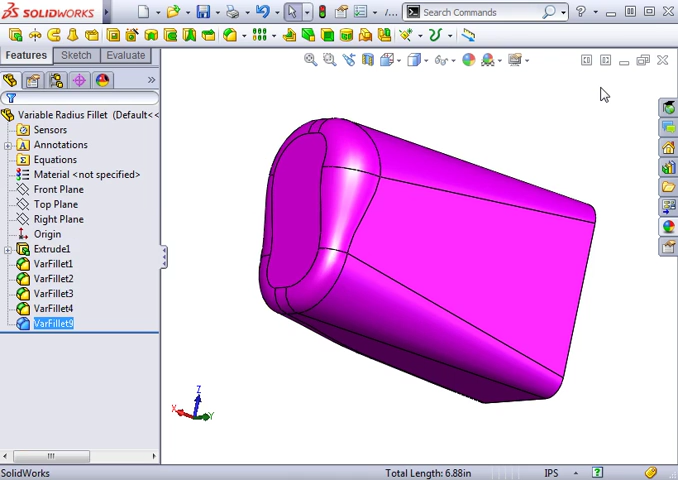 SOLIDWORKS
/...
Search Commands
Features
Sketch
Evaluate
Variable Radius Fillet (Default<<
Sensors
Annotations
Equations
Material <not specified>
Front Plane
Top Plane
Right Plane
Origin
Extrude1
VarFillet1
VarFillet2
VarFillet3
VarFillet4
VarFillet9
Z
X
Y
SolidWorks
Total Length: 6.88in
IPS